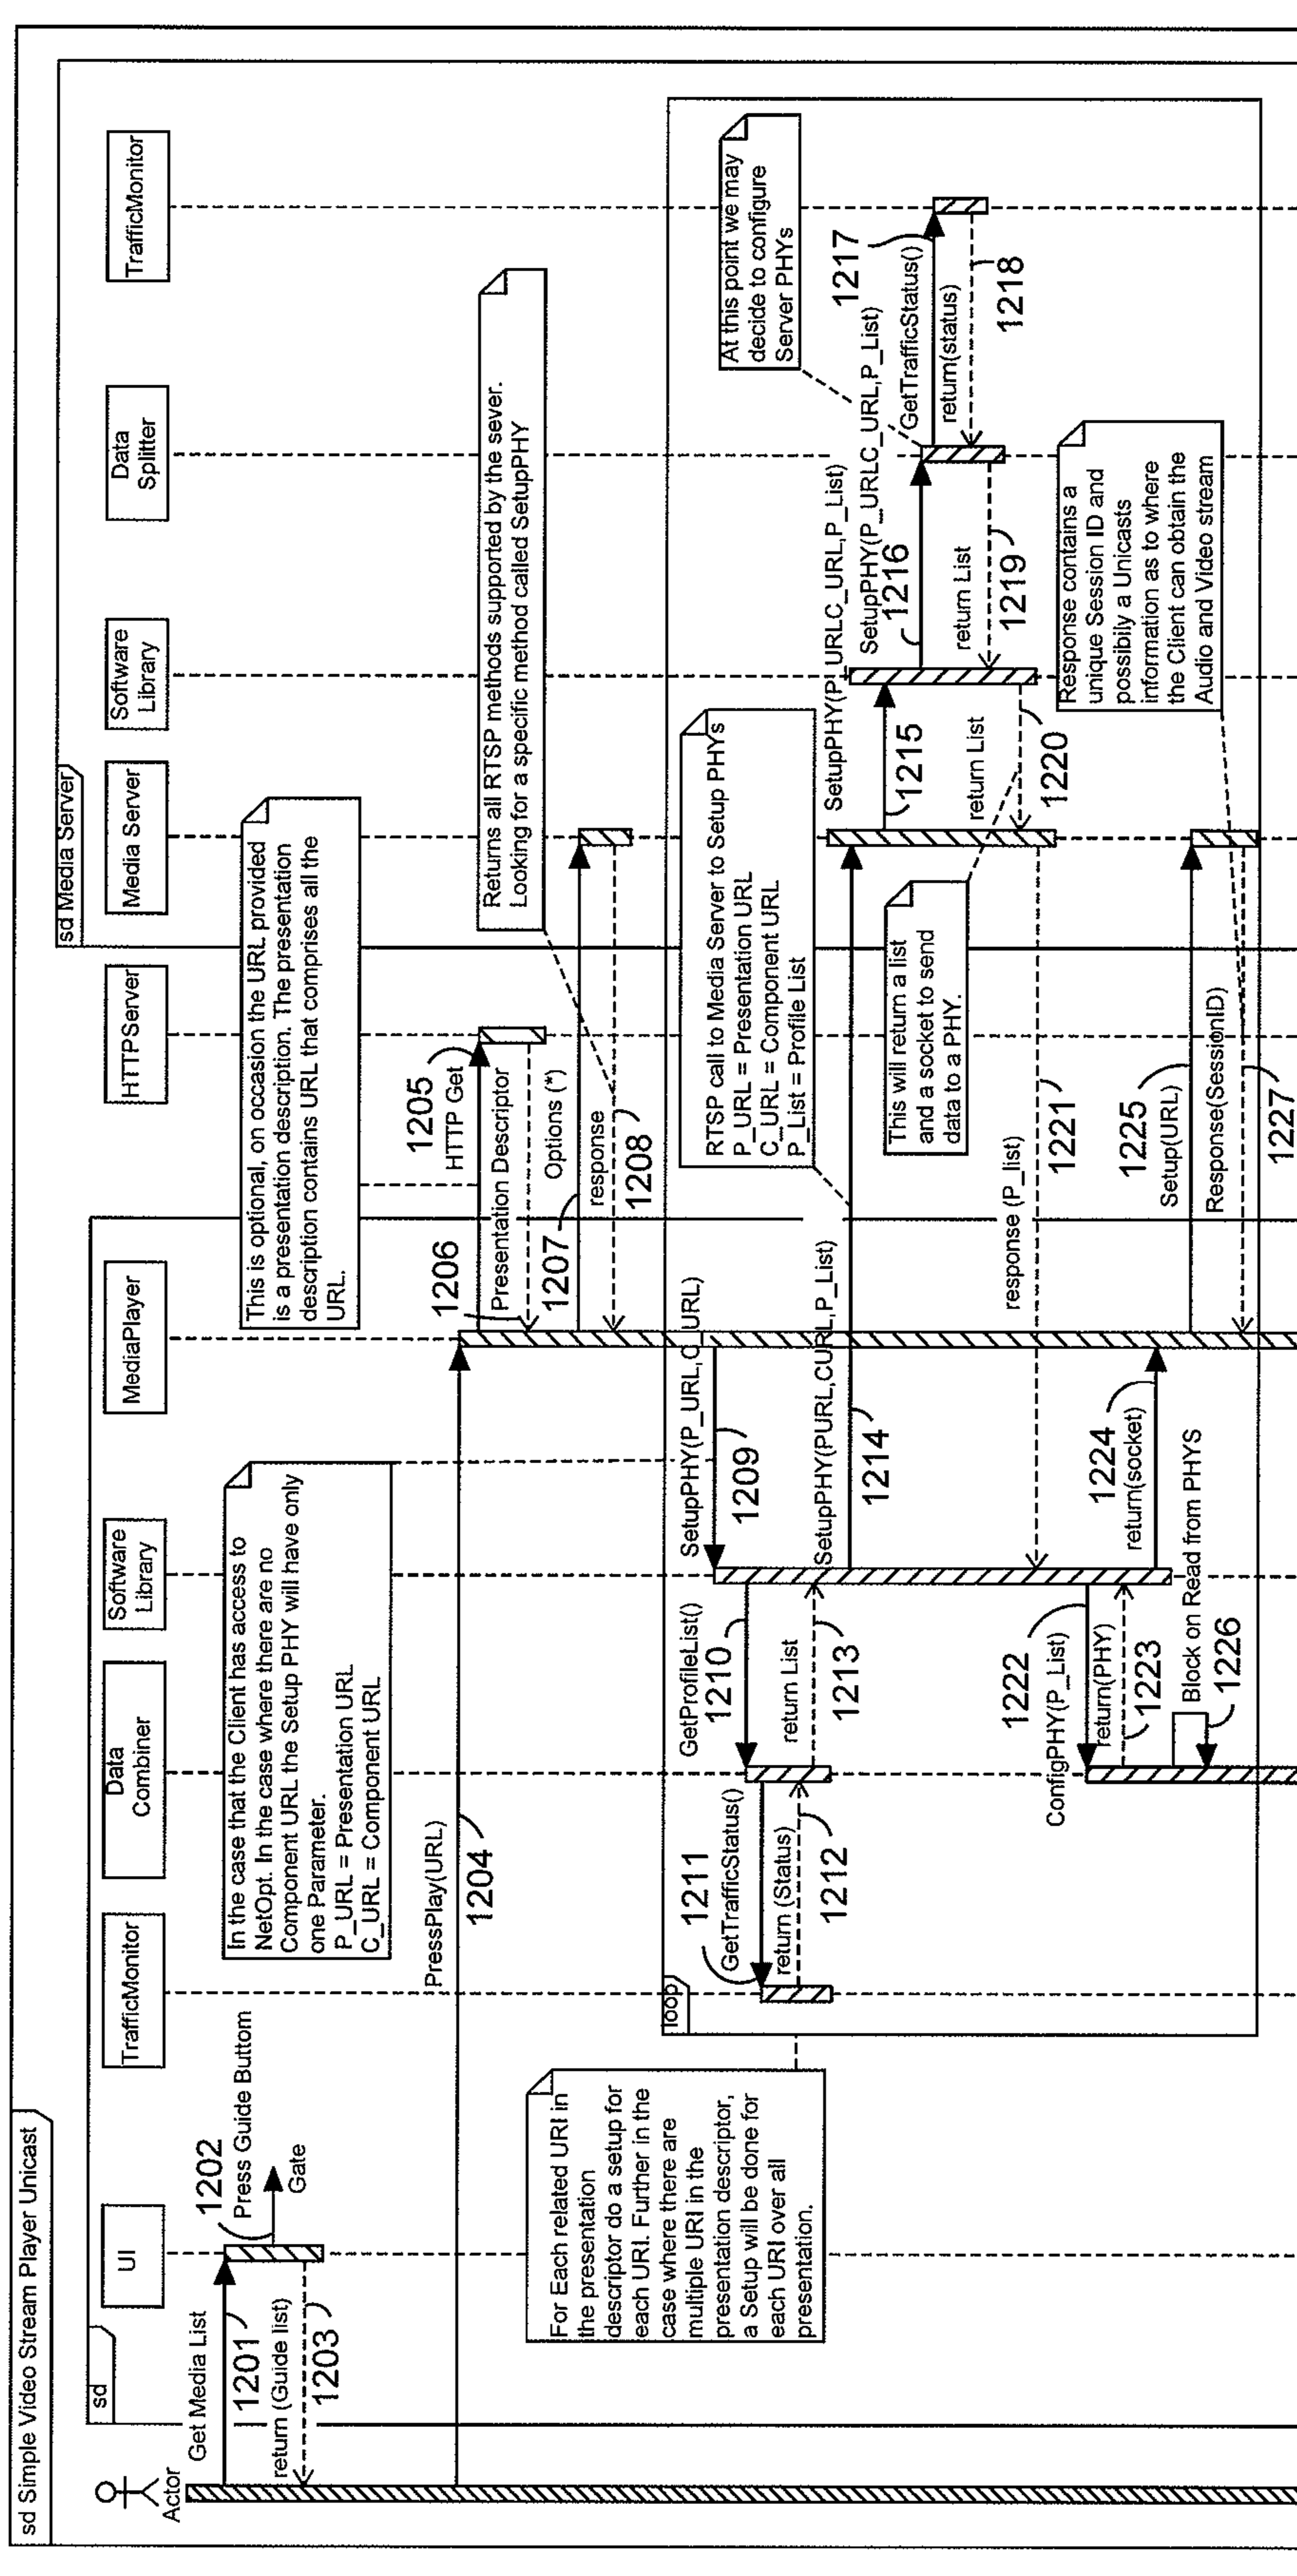 sd Simple Video Stream Player Unicast
sd
sd Media Server
Actor
UI
TrafficMonitor
Data
Combiner
Software
Library
MediaPlayer
HTTPServer
Media Server
Software
Library
Data
Splitter
TrafficMonitor
Get Media List
1201
1202
Press Guide Buttom
Gate
return (Guide list)
1203
In the case that the Client has access to
NetOpt. In the case where there are no
Component URL the Setup PHY will have only
one Parameter.
P_URL = Presentation URL
C_URL = Component URL
This is optional, on occasion the URL provided
is a presentation description. The presentation
description contains URL that comprises all the
URL.
PressPlay(URL)
1204
1205
HTTP Get
1206
Presentation Descriptor
1207
Options (*)
response
1208
Returns all RTSP methods supported by the sever.
Looking for a specific method called SetupPHY
For Each related URI in
the presentation
descriptor do a setup for
each URI. Further in the
case where there are
multiple URI in the
presentation descriptor,
a Setup will be done for
each URI over all
presentation.
loop
SetupPHY(P_URL,C_URL)
1209
GetProfileList()
1210
1211
GetTrafficStatus()
return (Status)
1212
return List
1213
RTSP call to Media Server to Setup PHYs
P_URL = Presentation URL
C_URL = Component URL
P_List = Profile List
SetupPHY(PURL,CURL,P_List)
1214
SetupPHY(P_URLC_URL,P_List)
1215
SetupPHY(P_URLC_URL,P_List)
1216
At this point we may
decide to configure
Server PHYs
1217
GetTrafficStatus()
return(status)
1218
return List
1219
return List
1220
This will return a list
and a socket to send
data to a PHY.
response (P_list)
1221
1222
ConfigPHY(P_List)
return(PHY)
1223
1224
return(socket)
Block on Read from PHYS
1226
1225
Setup(URL)
Response(SessionID)
1227
Response contains a
unique Session ID and
possibily a Unicasts
information as to where
the Client can obtain the
Audio and Video stream